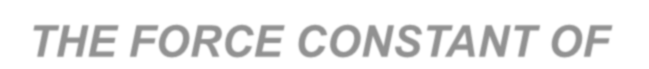 THE FORCE CONSTANT OF